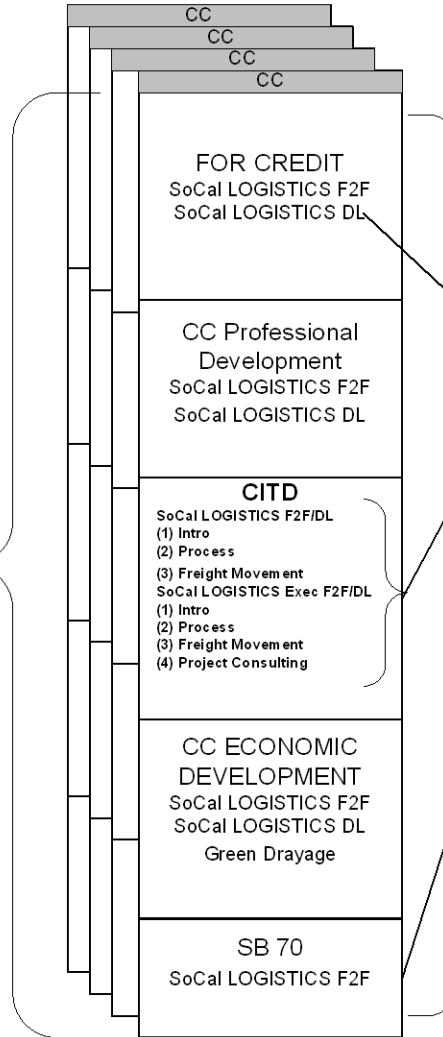 CC
CC
CC
CC
FOR CREDIT
SoCal LOGISTICS F2F
SoCal LOGISTICS DL
CC Professional
Development
SoCal LOGISTICS F2F
SoCal LOGISTICS DL
CITD
SoCal LOGISTICS F2F/DL
(1) Intro
(2) Process
(3) Freight Movement
SoCal LOGISTICS Exec F2F/DL
(1) Intro
(2) Process
(3) Freight Movement
(4) Project Consulting
CC ECONOMIC
DEVELOPMENT
SoCal LOGISTICS F2F
SoCal LOGISTICS DL
Green Drayage
SB 70
SoCal LOGISTICS F2F